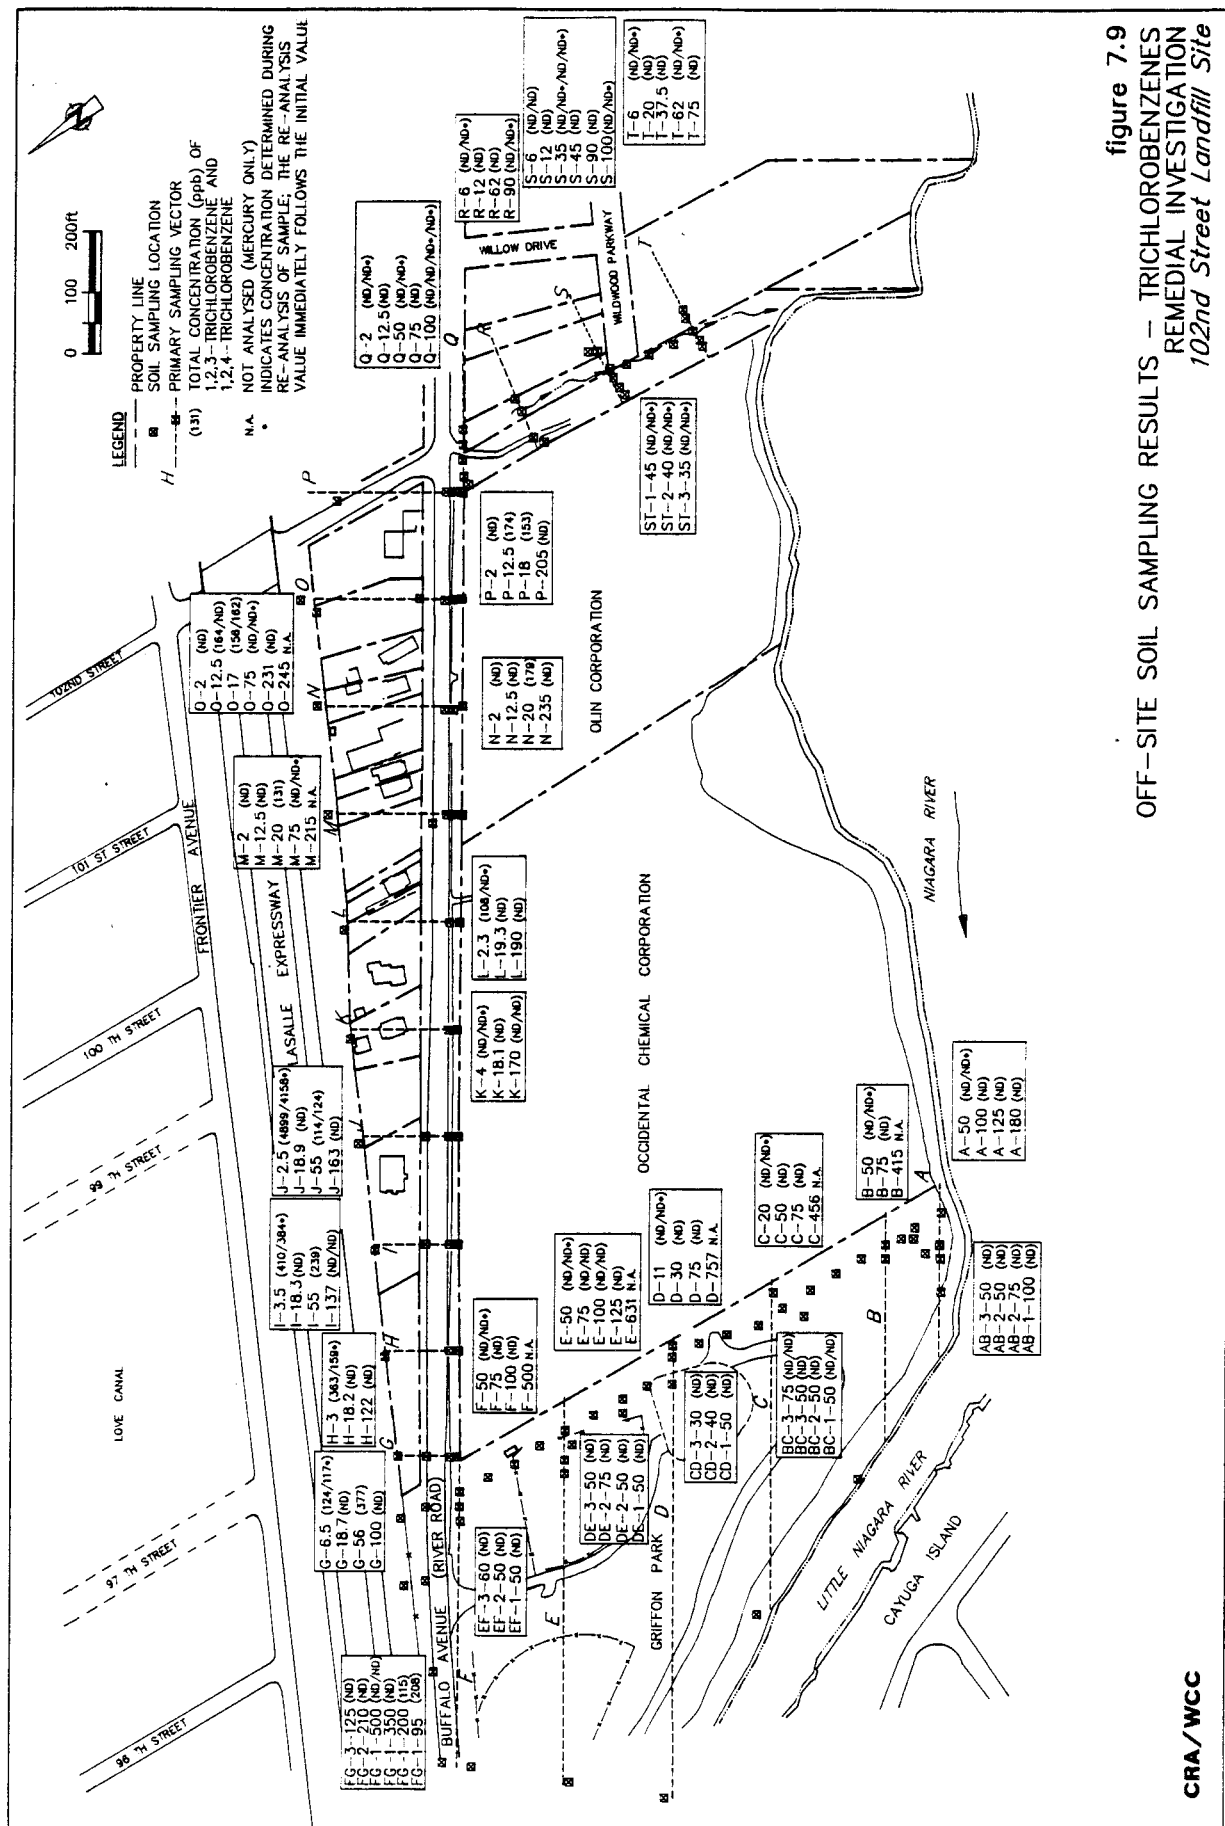 LEGEND
PROPERTY LINE
SOIL SAMPLING LOCATION
H PRIMARY SAMPLING VECTOR
(131) TOTAL CONCENTRATION (ppb) OF
1,2,3-TRICHLOROBENZENE AND
1,2,4-TRICHLOROBENZENE
N.A. NOT ANALYSED (MERCURY ONLY)
* INDICATES CONCENTRATION DETERMINED DURING
RE-ANALYSIS OF SAMPLE; THE RE-ANALYSIS
VALUE IMMEDIATELY FOLLOWS THE INITIAL VALUE
0 100 200ft
LOVE CANAL
96 TH STREET
97 TH STREET
99 TH STREET
100 TH STREET
101 ST STREET
102ND STREET
FRONTIER AVENUE
LASALLE EXPRESSWAY
BUFFALO AVENUE (RIVER ROAD)
WILLOW DRIVE
WILDWOOD PARKWAY
FG-3-125 (ND)
FG-2-210 (ND)
FG-1-500 (ND/ND)
FG-1-350 (ND)
FG-1-200 (115)
FG-1-95 (208)
G-6.5 (124/117*)
G-18.7 (ND)
G-56 (377)
G-100 (ND)
H-3 (363/159*)
H-18.2 (ND)
H-122 (ND)
I-3.5 (410/384*)
I-18.3 (ND)
I-55 (239)
I-137 (ND/ND)
J-2.5 (4899/4158*)
J-18.9 (ND)
J-55 (114/124)
J-163 (ND)
K-4 (ND/ND*)
K-18.1 (ND)
K-170 (ND/ND)
L-2.3 (108/ND*)
L-19.3 (ND)
L-190 (ND)
M-2 (ND)
M-12.5 (ND)
M-20 (131)
M-75 (ND/ND*)
M-215 N.A.
N-2 (ND)
N-12.5 (ND)
N-20 (179)
N-235 (ND)
O-2 (ND)
O-12.5 (164/ND)
O-17 (156/162)
O-75 (ND/ND*)
O-231 (ND)
O-245 N.A.
P-2 (ND)
P-12.5 (174)
P-18 (153)
P-205 (ND)
Q-2 (ND/ND*)
Q-12.5 (ND)
Q-50 (ND/ND*)
Q-75 (ND)
Q-100 (ND/ND/ND*/ND*)
R-6 (ND/ND*)
R-12 (ND)
R-62 (ND)
R-90 (ND/ND*)
S-6 (ND/ND)
S-12 (ND)
S-35 (ND*/ND/ND*)
S-45 (ND)
S-90 (ND)
S-100 (ND/ND*)
T-6 (ND/ND*)
T-20 (ND)
T-37.5 (ND)
T-62 (ND/ND*)
T-75 (ND)
ST-1-45 (ND/ND*)
ST-2-40 (ND/ND*)
ST-3-35 (ND/ND*)
F-50 (ND/ND*)
F-75 (ND)
F-100 (ND)
F-500 N.A.
E-50 (ND/ND*)
E-75 (ND/ND)
E-100 (ND/ND)
E-125 (ND)
E-631 N.A.
D-11 (ND/ND*)
D-30 (ND)
D-75 (ND)
D-757 N.A.
C-20 (ND/ND*)
C-50 (ND)
C-75 (ND)
C-456 N.A.
B-50 (ND/ND*)
B-75 (ND)
B-415 N.A.
A-50 (ND/ND*)
A-100 (ND)
A-125 (ND)
A-180 (ND)
EF-3-60 (ND)
EF-2-50 (ND)
EF-1-50 (ND)
DE-3-50 (ND)
DE-2-75 (ND)
DE-2-50 (ND)
DE-1-50 (ND)
CD-3-30 (ND)
CD-2-40 (ND)
CD-1-50 (ND)
BC-3-75 (ND/ND)
BC-3-50 (ND)
BC-2-50 (ND)
BC-1-50 (ND/ND)
AB-3-50 (ND)
AB-2-50 (ND)
AB-2-75 (ND)
AB-1-100 (ND)
A
B
C
D
E
F
G
H
I
J
K
L
M
N
O
P
Q
R
S
T
OLIN CORPORATION
OCCIDENTAL CHEMICAL CORPORATION
GRIFFON PARK
NIAGARA RIVER
LITTLE NIAGARA RIVER
CAYUGA ISLAND
figure 7.9
OFF-SITE SOIL SAMPLING RESULTS - TRICHLOROBENZENES
REMEDIAL INVESTIGATION
102nd Street Landfill Site
CRA/WCC